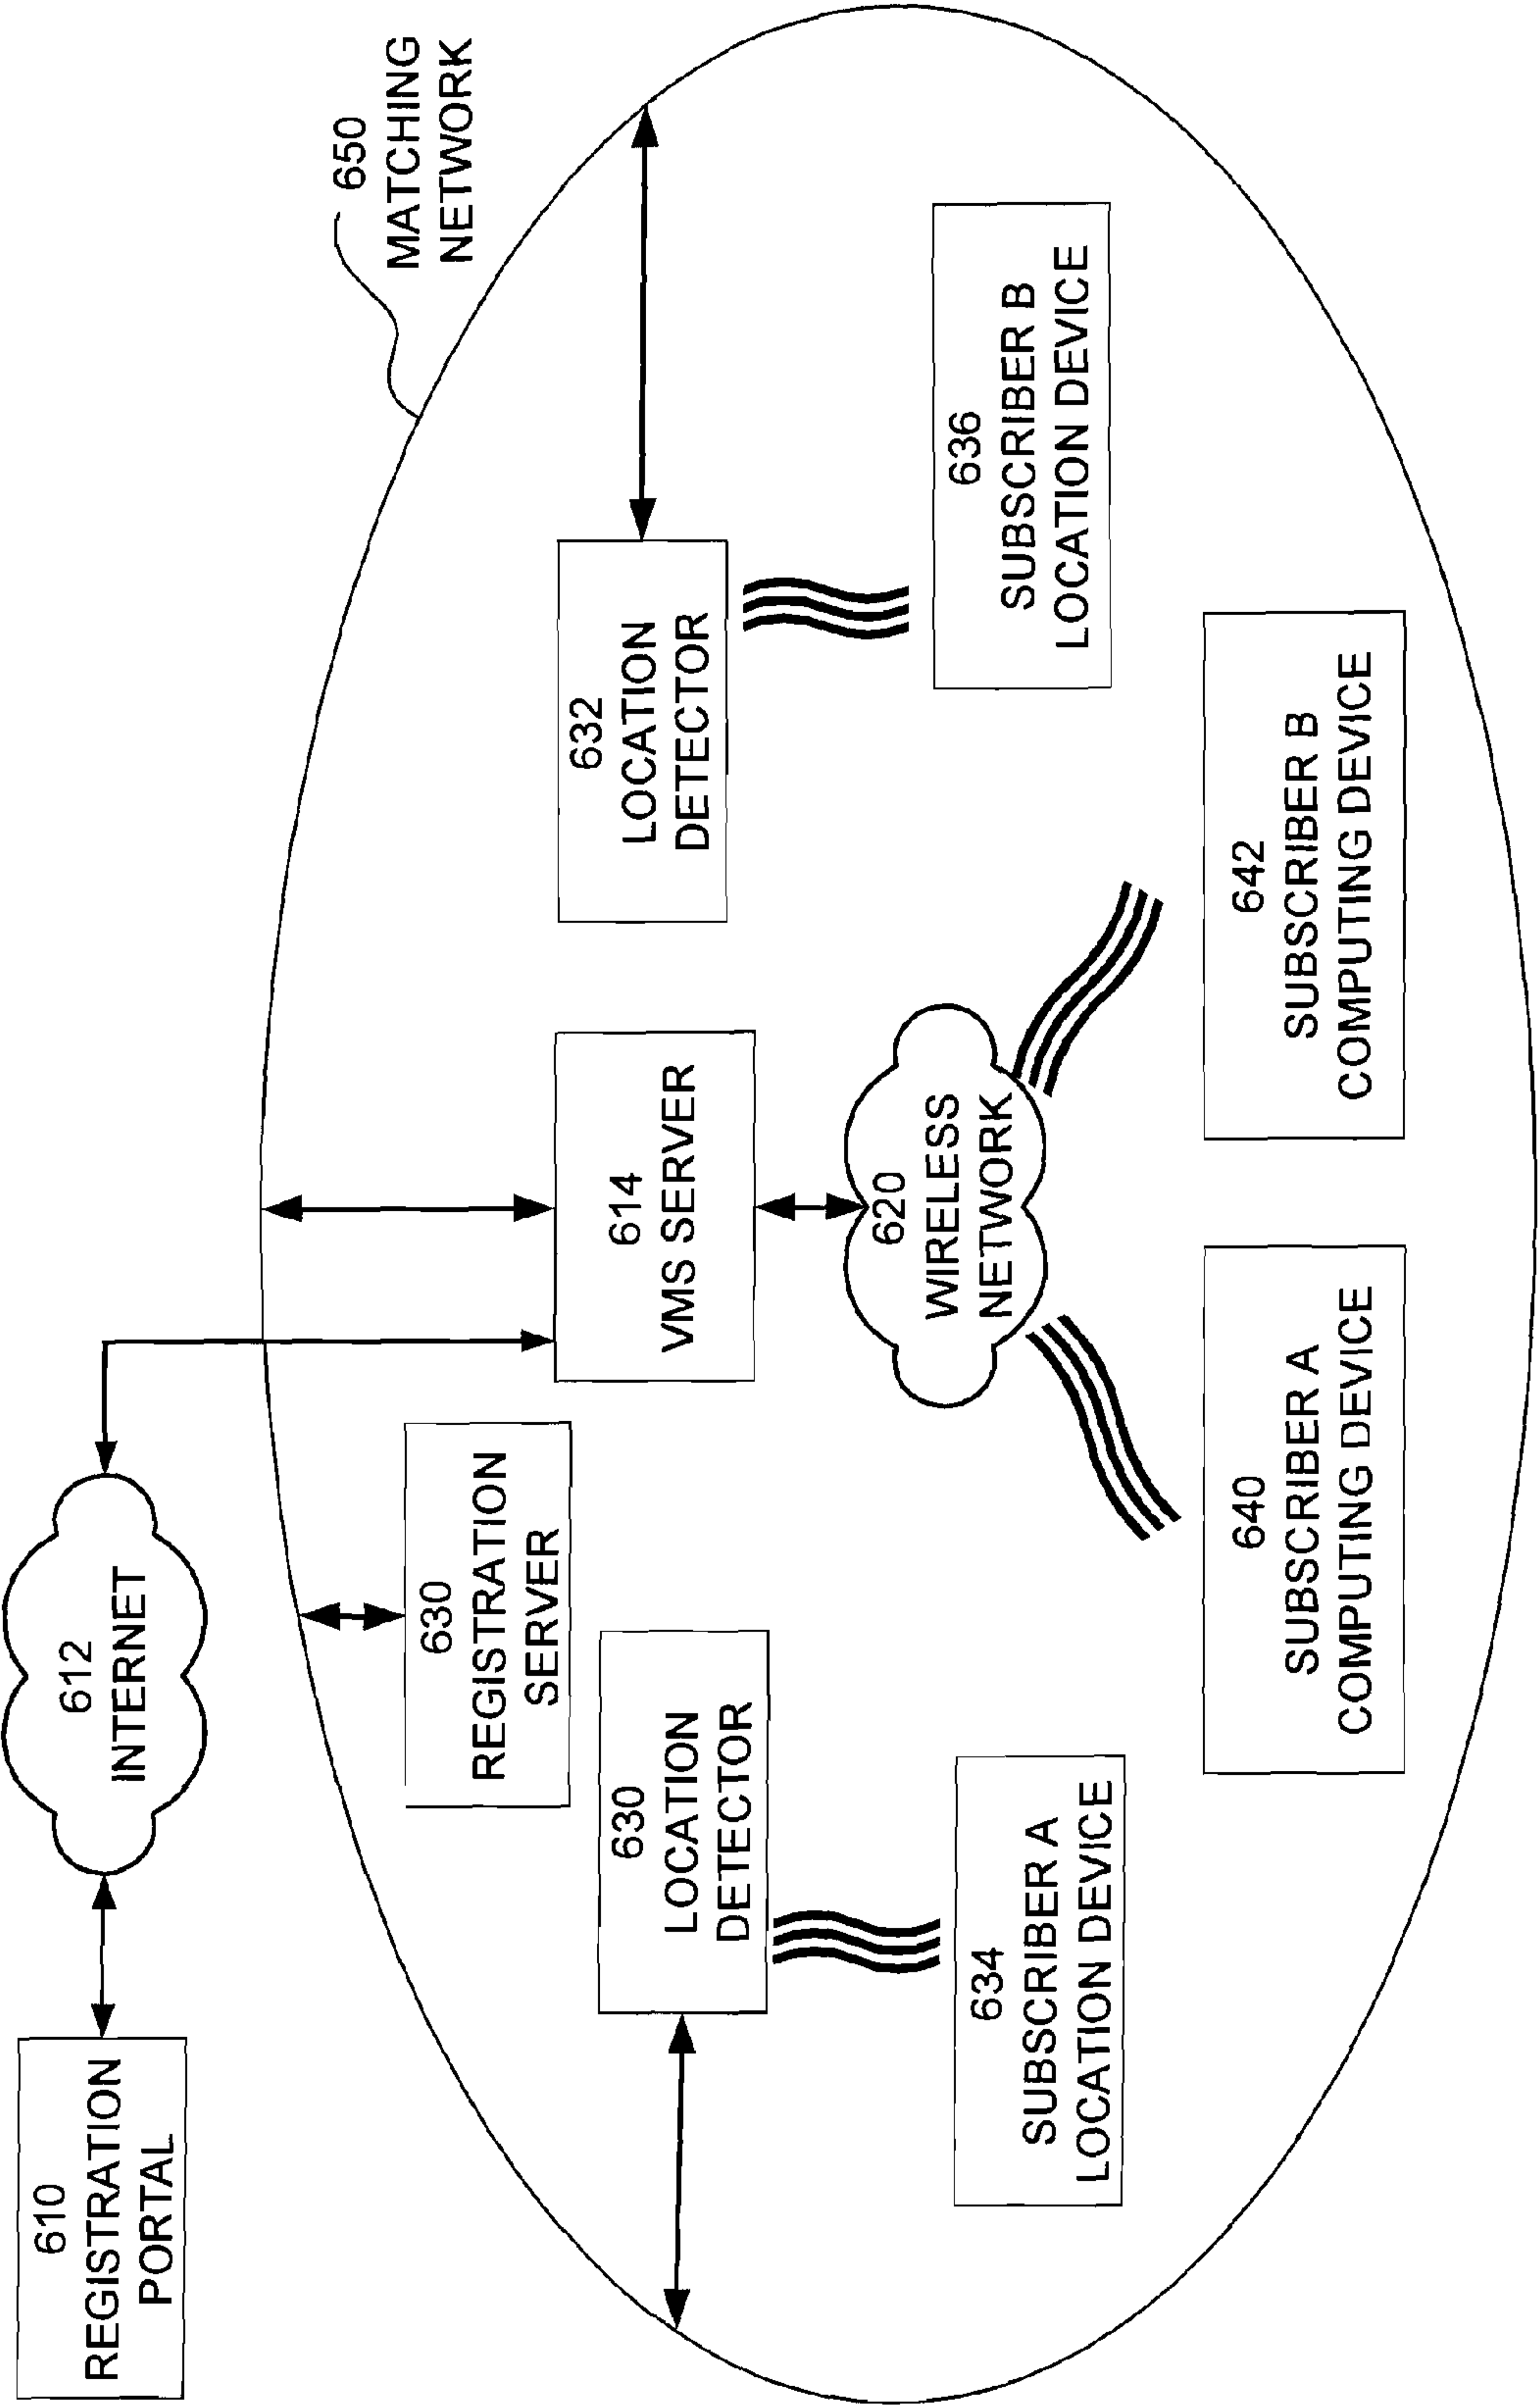 610
REGISTRATION
PORTAL
612
INTERNET
650
MATCHING
NETWORK
630
REGISTRATION
SERVER
630
LOCATION
DETECTOR
614
VMS SERVER
632
LOCATION
DETECTOR
620
WIRELESS
NETWORK
634
SUBSCRIBER A
LOCATION DEVICE
636
SUBSCRIBER B
LOCATION DEVICE
640
SUBSCRIBER A
COMPUTING DEVICE
642
SUBSCRIBER B
COMPUTING DEVICE